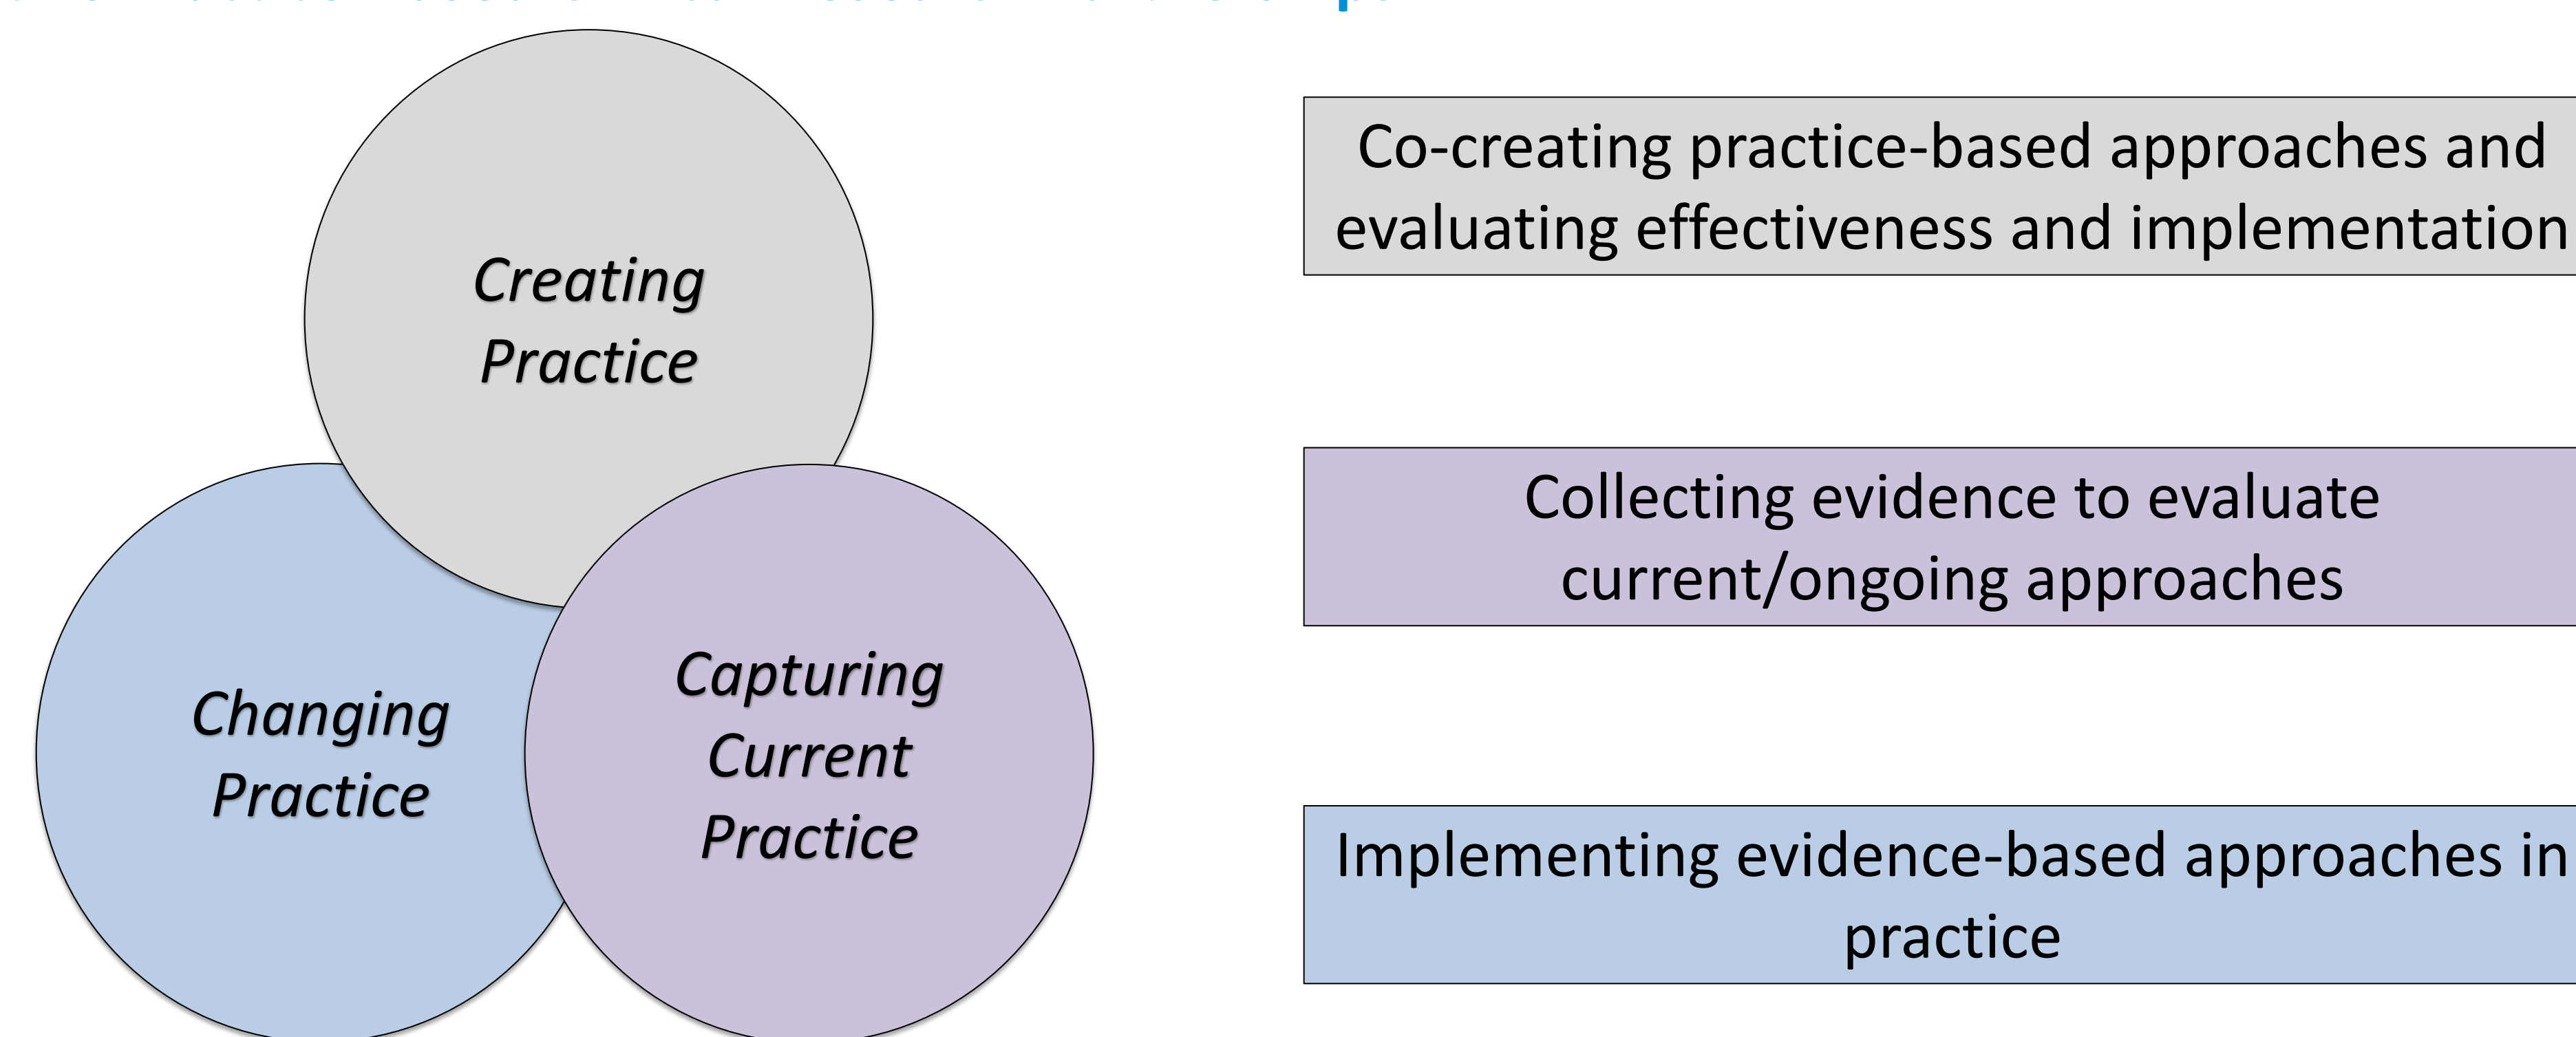 Creating
Practice
Changing
Practice
Capturing
Current
Practice
Co-creating practice-based approaches and
evaluating effectiveness and implementation
Collecting evidence to evaluate
current/ongoing approaches
Implementing evidence-based approaches in
practice